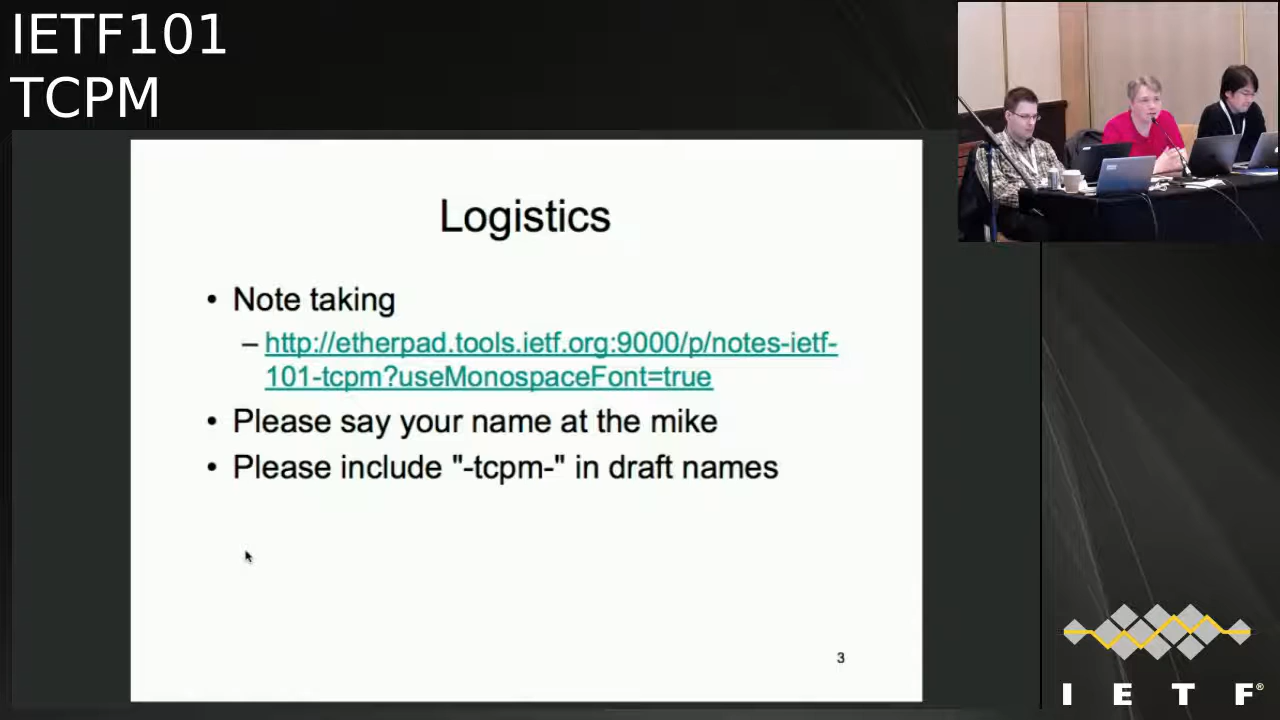 IETF101
TCPM
Logistics
• Note taking
– http://etherpad.tools.ietf.org:9000/p/notes-ietf-
101-tcpm?useMonospaceFont=true
• Please say your name at the mike
• Please include "-tcpm-" in draft names
3
I E T F®